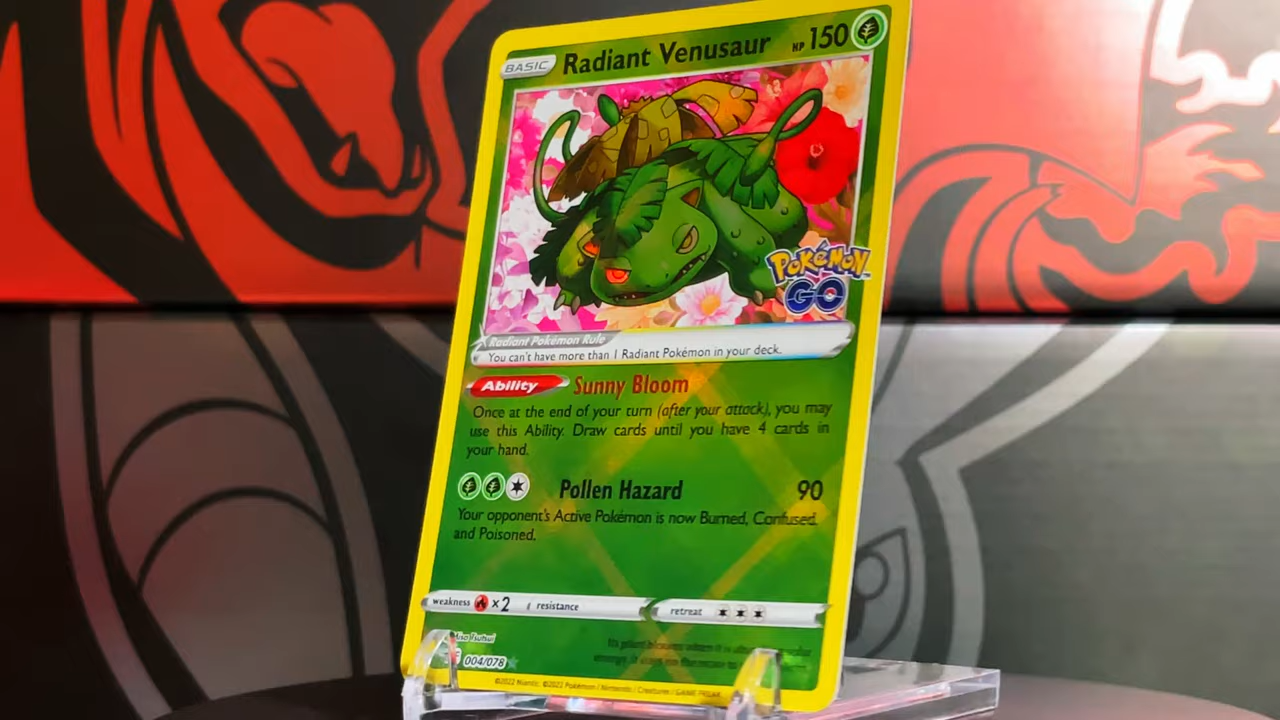 BASIC Radiant Venusaur HP 150
POKéMON
GO
Radiant Pokémon Rule
You can't have more than 1 Radiant Pokémon in your deck.
Ability Sunny Bloom
Once at the end of your turn (after your attack), you may
use this Ability. Draw cards until you have 4 cards in
your hand.
Pollen Hazard 90
Your opponent's Active Pokémon is now Burned, Confused,
and Poisoned.
weakness ×2 resistance retreat
Tsutsui
004/078
©2022 Niantic. ©2022 Pokémon / Nintendo / Creatures / GAME FREAK